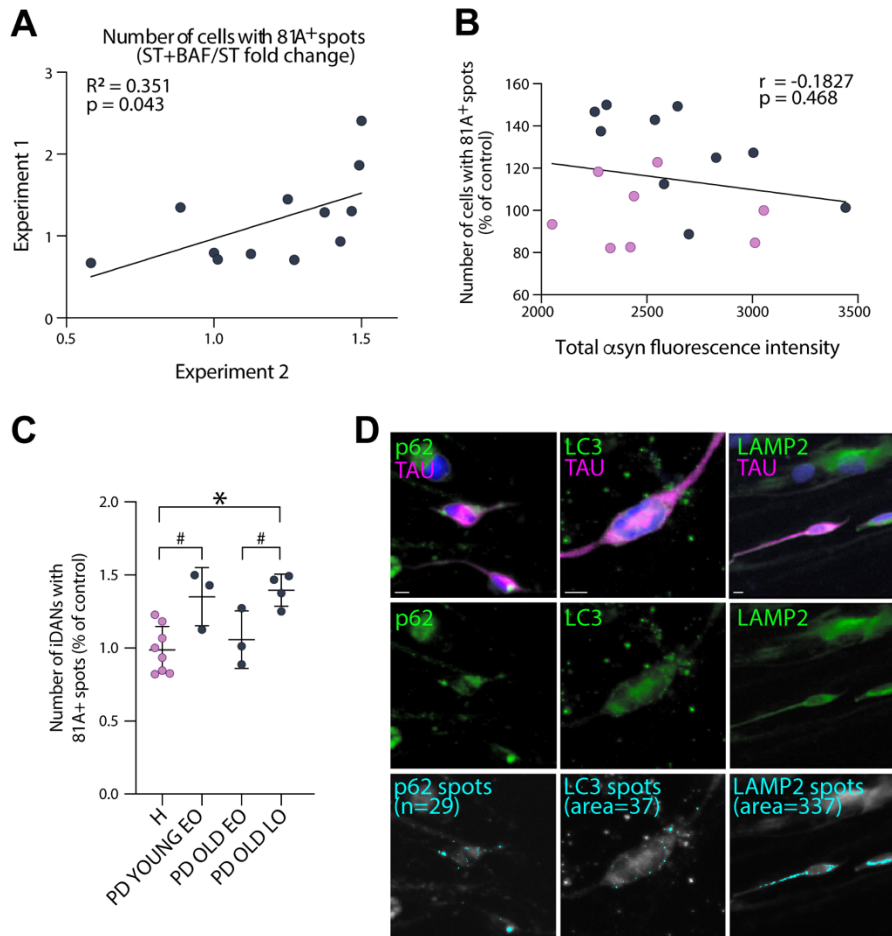 A
Number of cells with 81A+spots
(ST+BAF/ST fold change)
R² = 0.351
p = 0.043
3
2
1
0
Experiment 1
0.5
1.0
1.5
Experiment 2
B
r = -0.1827
p = 0.468
160
140
120
100
80
60
Number of cells with 81A+ spots
(% of control)
2000
2500
3000
3500
Total αsyn fluorescence intensity
C
2.0
1.5
1.0
0.5
0.0
Number of iDANs with
81A+ spots (% of control)
*
#
#
H
PD YOUNG EO
PD OLD EO
PD OLD LO
D
p62
TAU
LC3
TAU
LAMP2
TAU
p62
LC3
LAMP2
p62 spots
(n=29)
LC3 spots
(area=37)
LAMP2 spots
(area=337)